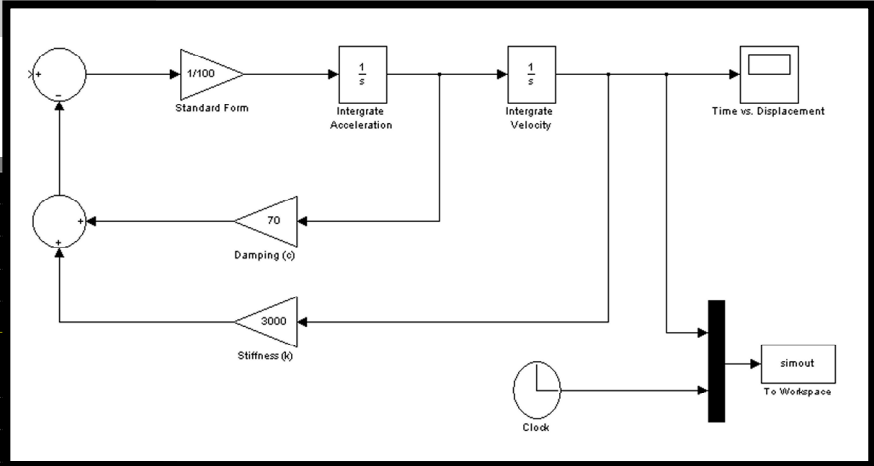 +
−
1/100
Standard Form
1
s
Intergrate
Acceleration
1
s
Intergrate
Velocity
Time vs. Displacement
+
+
70
Damping (c)
3000
Stiffness (k)
simout
To Workspace
Clock